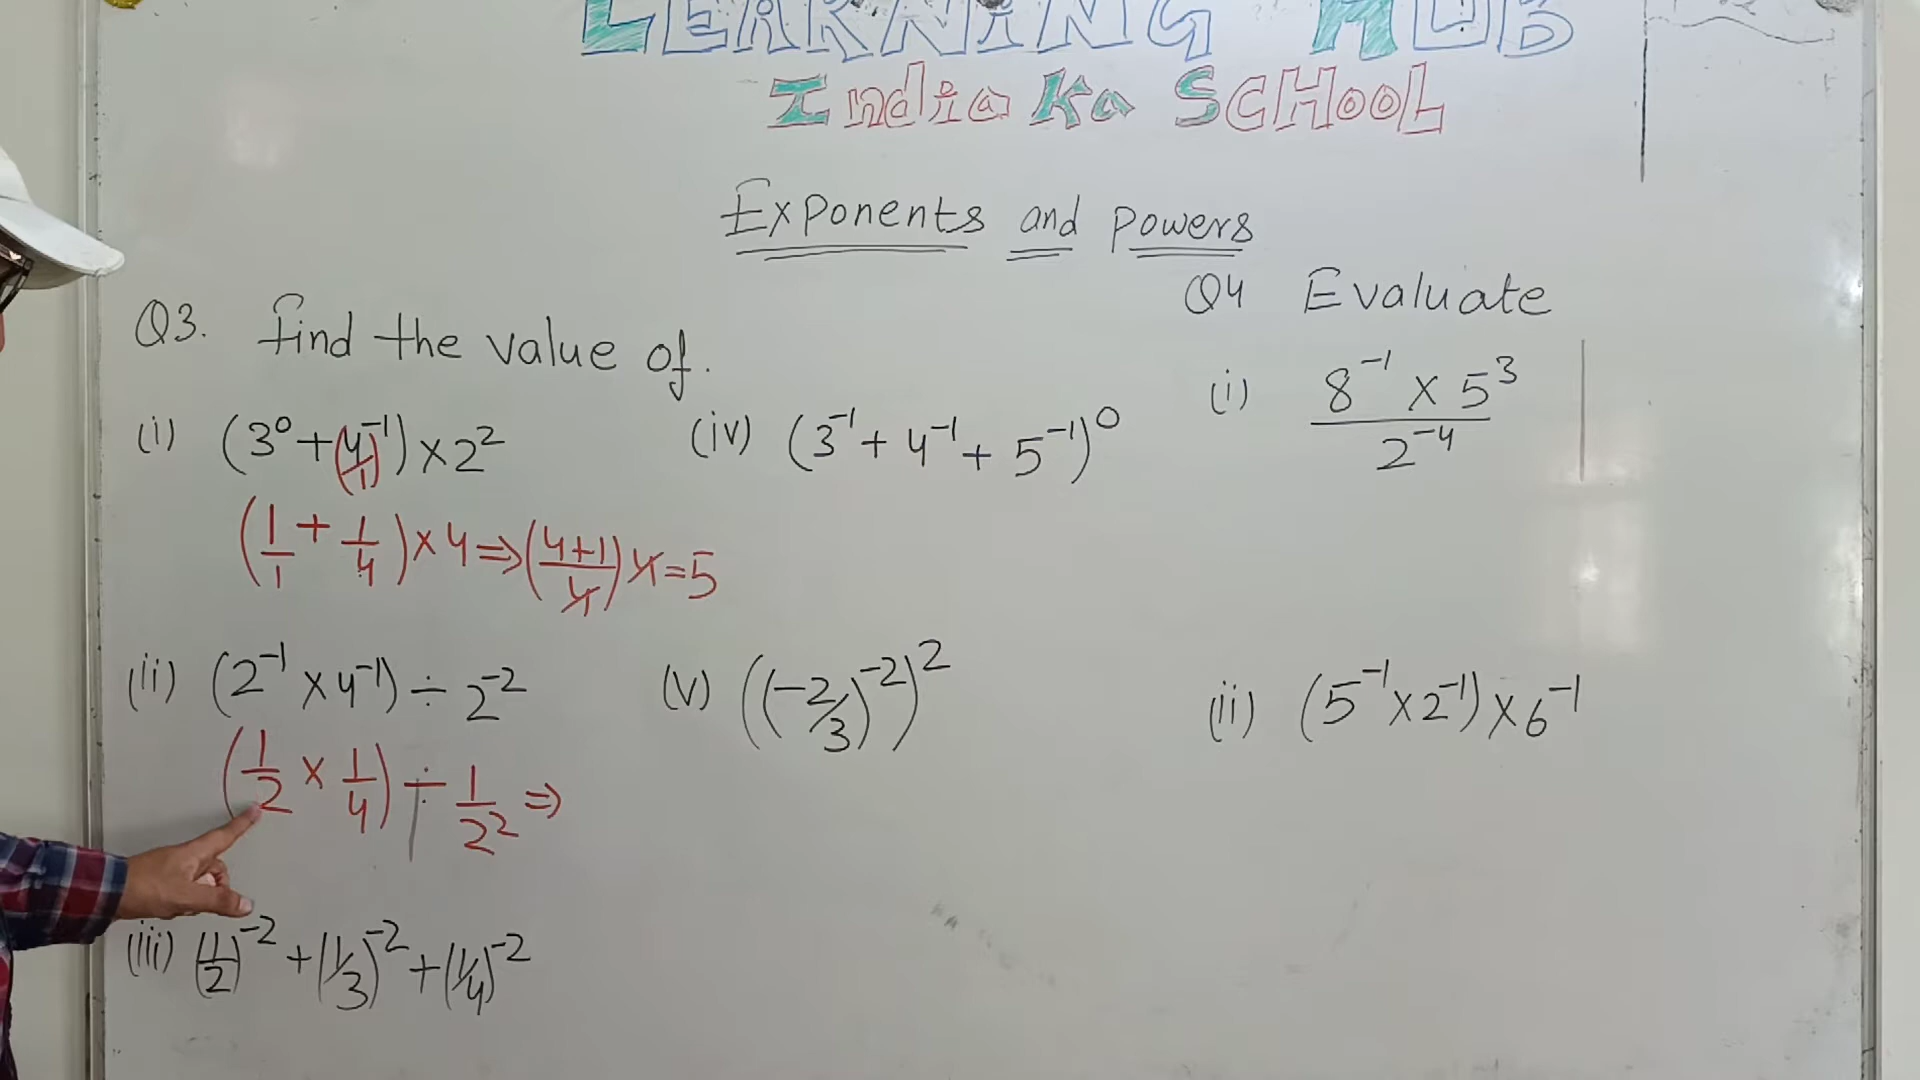 LEARNING HUB
India Ka SCHOOL
Exponents and powers
Q3. find the value of.
(i) (3⁰ + (4/1)⁻¹) × 2²
(1/1 + 1/4) × 4 ⇒ ((4+1)/4) × 4 = 5
(ii) (2⁻¹ × 4⁻¹) ÷ 2⁻²
(1/2 × 1/4) ÷ 1/2² ⇒
(iii) (1/2)⁻² + (1/3)⁻² + (1/4)⁻²
(iv) (3⁻¹ + 4⁻¹ + 5⁻¹)⁰
(v) ((-2/3)⁻²)²
Q4 Evaluate
(i) 8⁻¹ × 5³ / 2⁻⁴
(ii) (5⁻¹ × 2⁻¹) × 6⁻¹